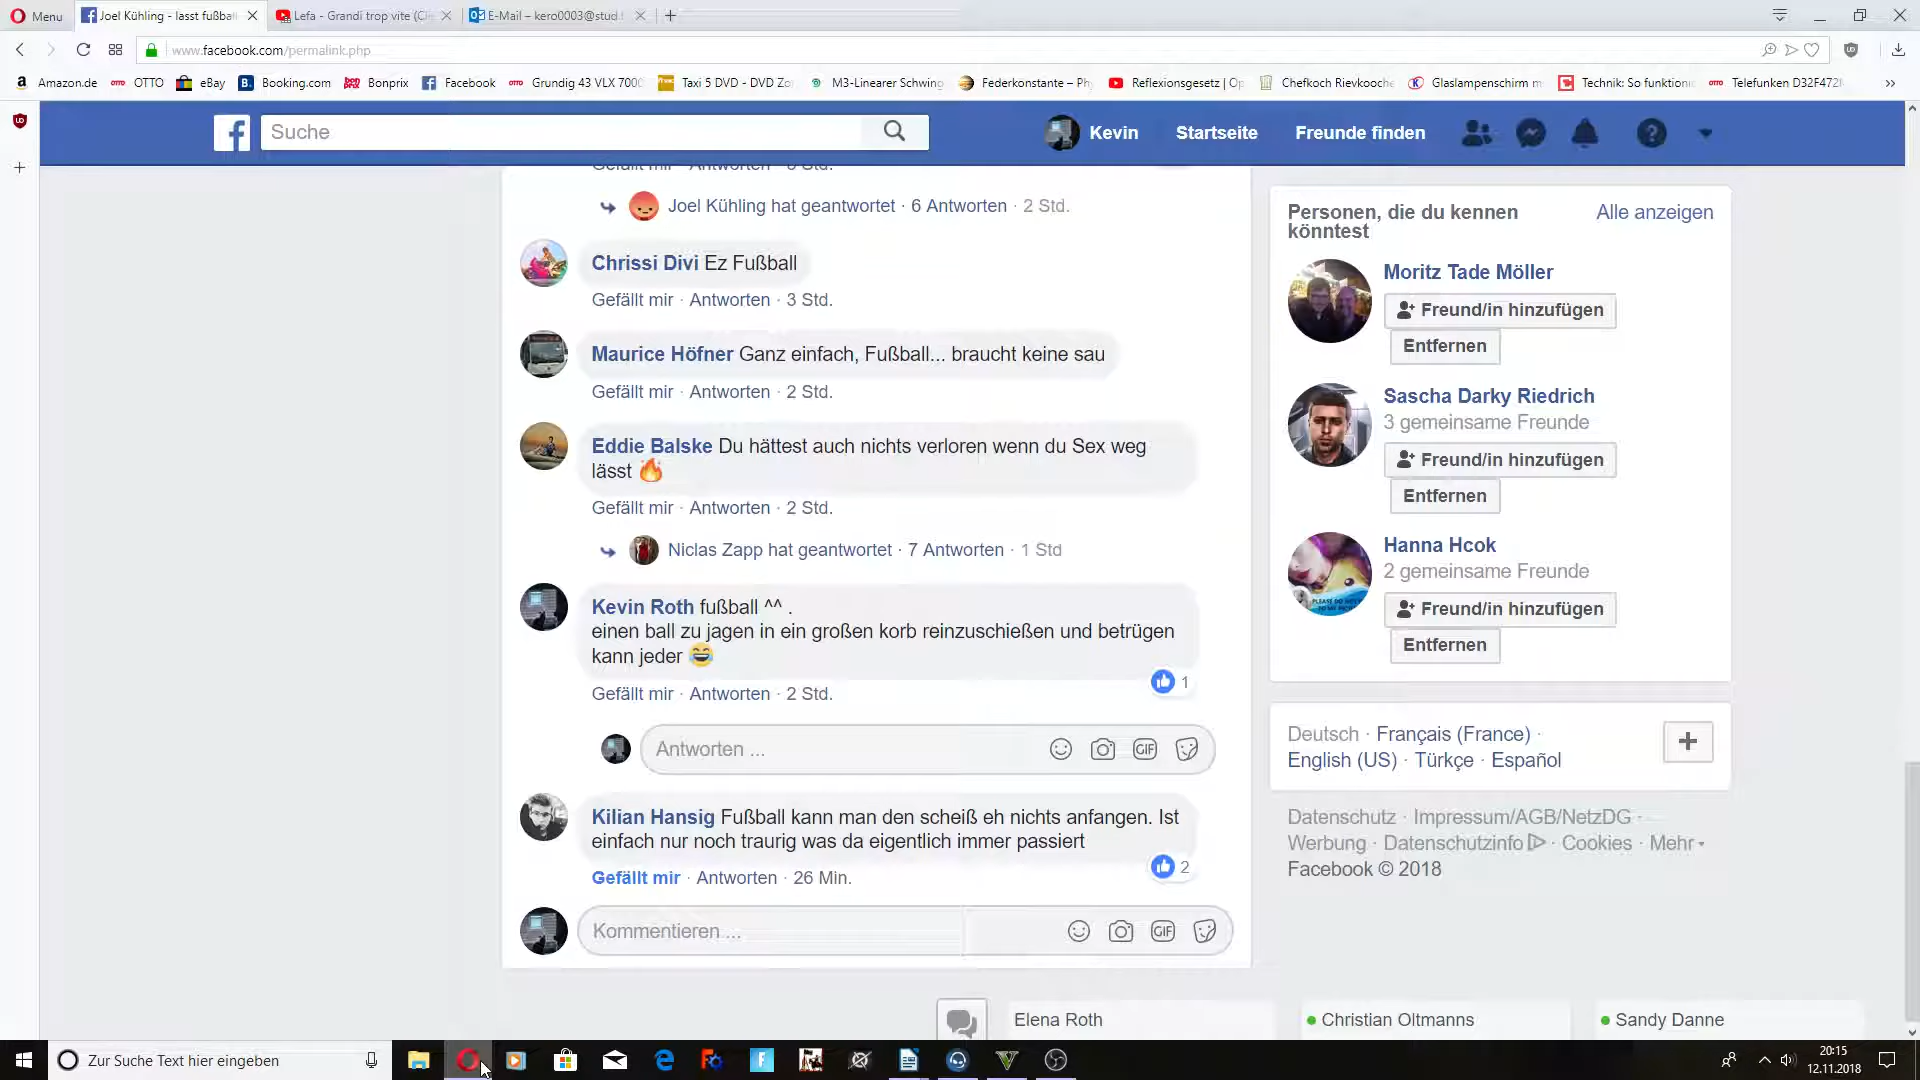 Menu
Joel Kühling - lasst fußball
Lefa - Grandi trop vite (Cli
E-Mail – kero0003@stud.
www.facebook.com/permalink.php
Amazon.de
OTTO
eBay
Booking.com
Bonprix
Facebook
Grundig 43 VLX 7000
Taxi 5 DVD - DVD Zo
M3-Linearer Schwing
Federkonstante – Ph
Reflexionsgesetz | Op
Chefkoch Rievkooche
Glaslampenschirm m
Technik: So funktioni
Telefunken D32F472
Suche
Kevin
Startseite
Freunde finden
Joel Kühling hat geantwortet · 6 Antworten · 2 Std.
Chrissi Divi Ez Fußball
Gefällt mir · Antworten · 3 Std.
Maurice Höfner Ganz einfach, Fußball... braucht keine sau
Gefällt mir · Antworten · 2 Std.
Eddie Balske Du hättest auch nichts verloren wenn du Sex weg
lässt 🔥
Gefällt mir · Antworten · 2 Std.
Niclas Zapp hat geantwortet · 7 Antworten · 1 Std
Kevin Roth fußball ^^ .
einen ball zu jagen in ein großen korb reinzuschießen und betrügen
kann jeder 😂
1
Gefällt mir · Antworten · 2 Std.
Antworten ...
GIF
Kilian Hansig Fußball kann man den scheiß eh nichts anfangen. Ist
einfach nur noch traurig was da eigentlich immer passiert
2
Gefällt mir · Antworten · 26 Min.
Kommentieren ...
GIF
Personen, die du kennen
könntest
Alle anzeigen
Moritz Tade Möller
Freund/in hinzufügen
Entfernen
Sascha Darky Riedrich
3 gemeinsame Freunde
Freund/in hinzufügen
Entfernen
Hanna Hcok
2 gemeinsame Freunde
Freund/in hinzufügen
Entfernen
Deutsch · Français (France) ·
English (US) · Türkçe · Español
Datenschutz · Impressum/AGB/NetzDG ·
Werbung · Datenschutzinfo · Cookies · Mehr
Facebook © 2018
Elena Roth
Christian Oltmanns
Sandy Danne
Zur Suche Text hier eingeben
20:15
12.11.2018